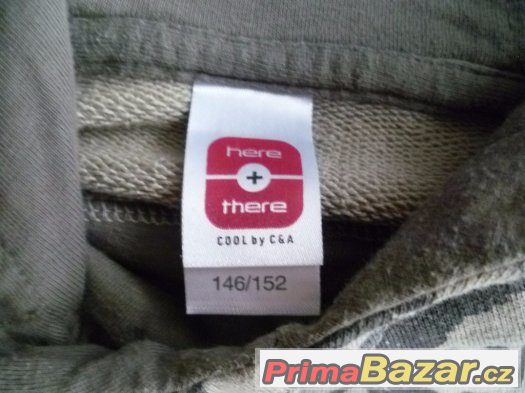 here
+
there
COOL by C&A
146/152
PrimaBazar.cz